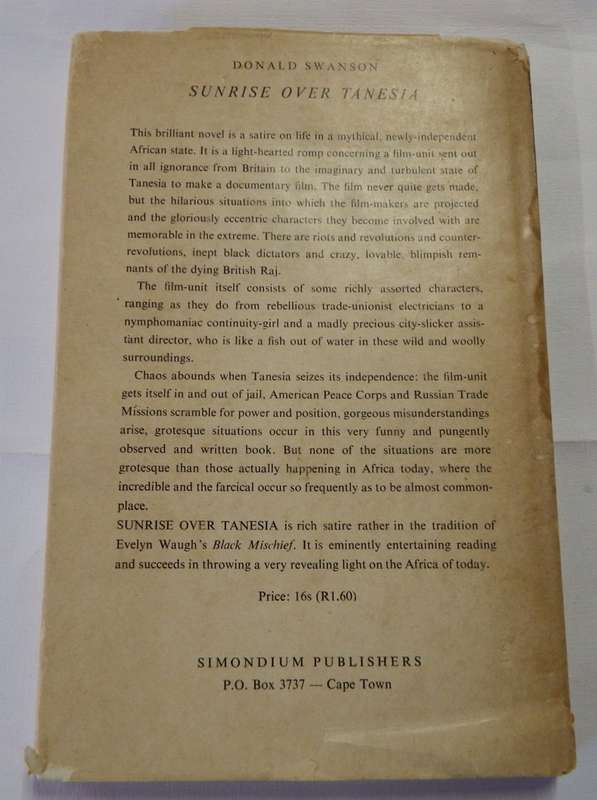 DONALD SWANSON
SUNRISE OVER TANESIA
This brilliant novel is a satire on life in a mythical, newly-independent
African state. It is a light-hearted romp concerning a film-unit sent out
in all ignorance from Britain to the imaginary and turbulent state of
Tanesia to make a documentary film. The film never quite gets made,
but the hilarious situations into which the film-makers are projected
and the gloriously eccentric characters they become involved with are
memorable in the extreme. There are riots and revolutions and counter-
revolutions, inept black dictators and crazy, lovable, blimpish rem-
nants of the dying British Raj.
The film-unit itself consists of some richly assorted characters,
ranging as they do from rebellious trade-unionist electricians to a
nymphomaniac continuity-girl and a madly precious city-slicker assis-
tant director, who is like a fish out of water in these wild and woolly
surroundings.
Chaos abounds when Tanesia seizes its independence: the film-unit
gets itself in and out of jail, American Peace Corps and Russian Trade
Missions scramble for power and position, gorgeous misunderstandings
arise, grotesque situations occur in this very funny and pungently
observed and written book. But none of the situations are more
grotesque than those actually happening in Africa today, where the
incredible and the farcical occur so frequently as to be almost common-
place.
SUNRISE OVER TANESIA is rich satire rather in the tradition of
Evelyn Waugh's Black Mischief. It is eminently entertaining reading
and succeeds in throwing a very revealing light on the Africa of today.
Price: 16s (R1.60)
SIMONDIUM PUBLISHERS
P.O. Box 3737 — Cape Town